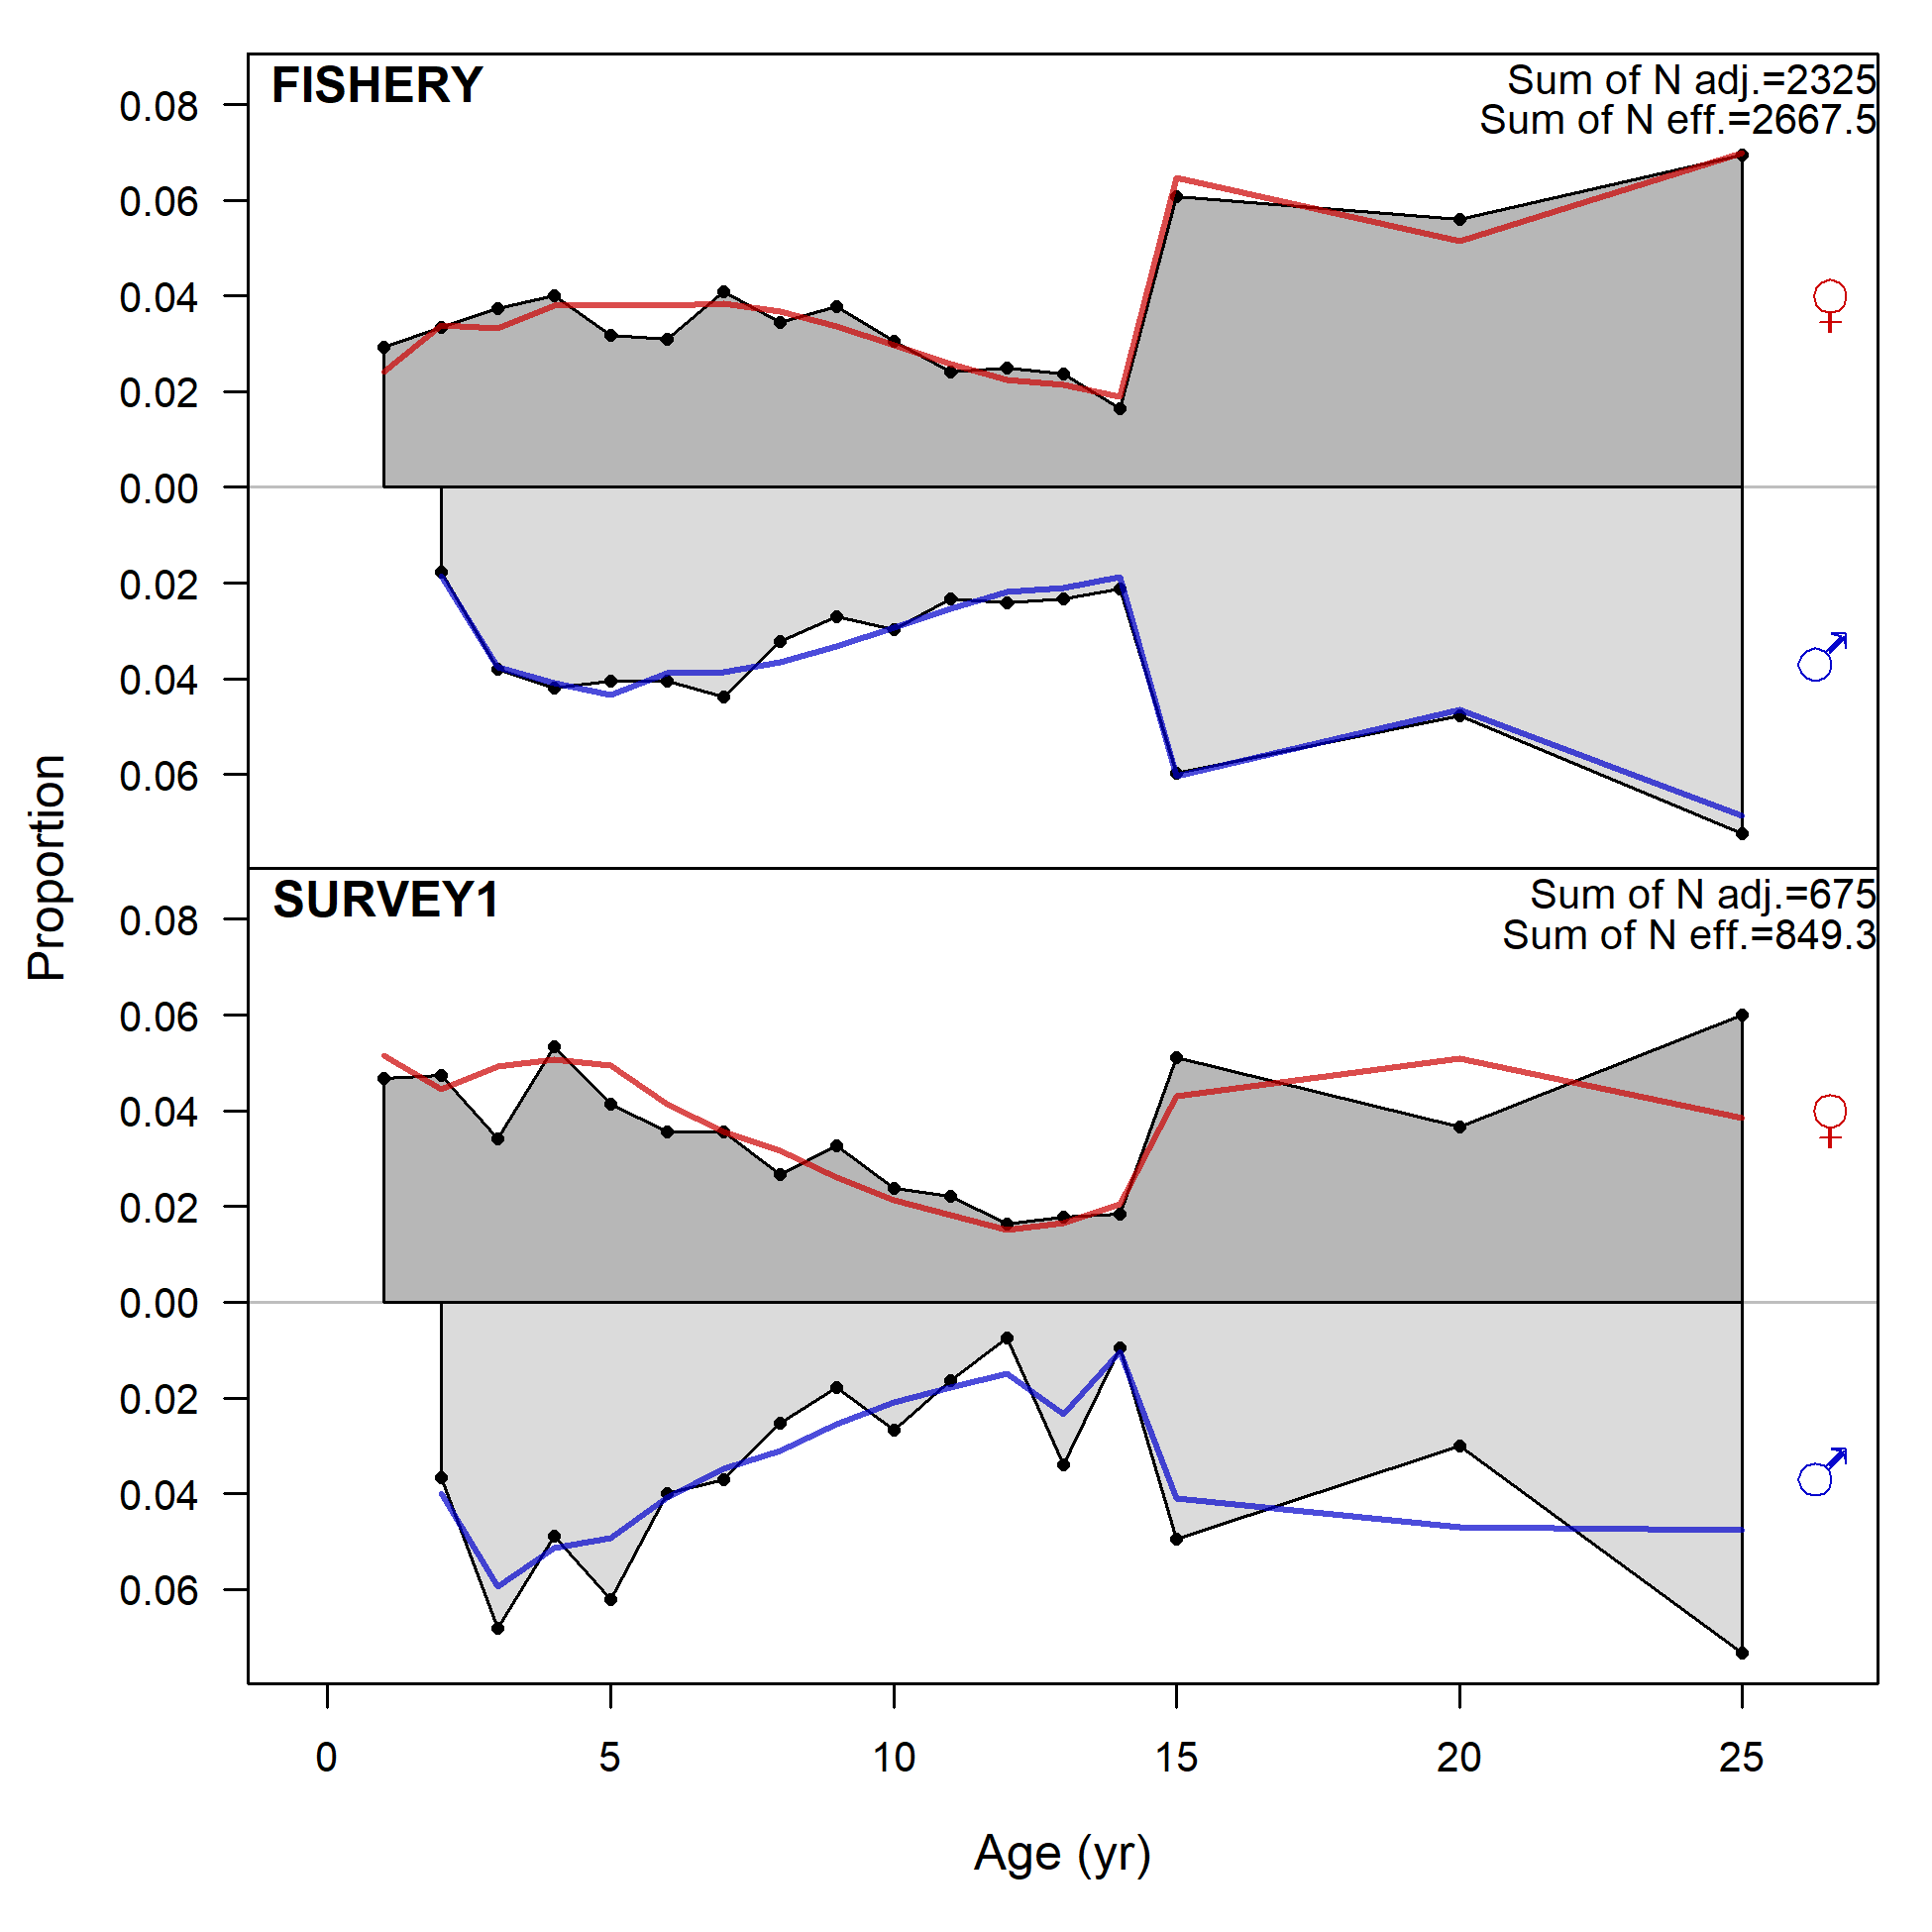 FISHERY
Sum of N adj.=2325
Sum of N eff.=2667.5
0.08
0.06
0.04
0.02
0.00
0.02
0.04
0.06
♀
♂
SURVEY1
Sum of N adj.=675
Sum of N eff.=849.3
0.08
0.06
0.04
0.02
0.00
0.02
0.04
0.06
♀
♂
Proportion
0 5 10 15 20 25
Age (yr)